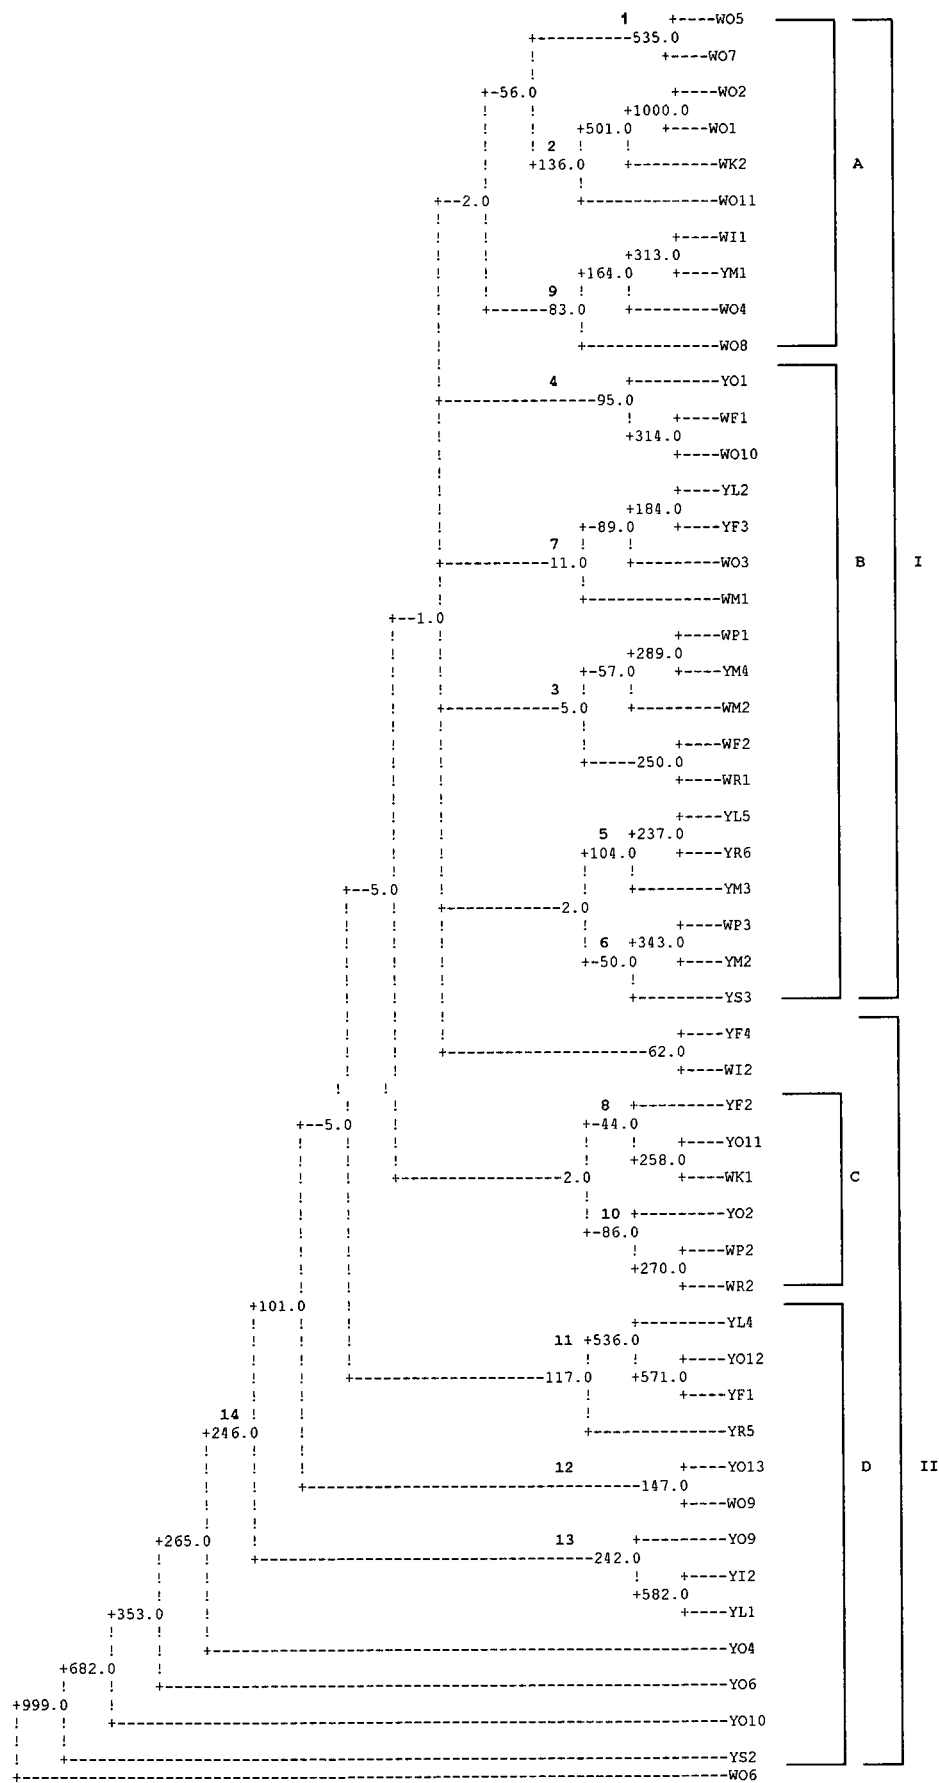 1 +----WO5
+----------535.0
+----WO7
+-56.0 +----WO2
+1000.0
+501.0 +----WO1
2
+136.0 +-------WK2 A
+--2.0 +-----------WO11
+----WI1
+313.0
+164.0 +----YM1
9
+-----83.0 +-------WO4
+-----------WO8
4 +-------YO1
+-------------95.0
+----WF1
+314.0
+----WO10
+----YL2
+184.0
+-89.0 +----YF3
7
+---------11.0 +-------WO3 B I
+-----------WM1
+--1.0
+----WP1
+289.0
+-57.0 +----YM4
3
+----------5.0 +-------WM2
+----WF2
+----250.0
+----WR1
+----YL5
5 +237.0
+104.0 +----YR6
+--5.0 +-------YM3
+----------2.0
+----WP3
6 +343.0
+-50.0 +----YM2
+-------YS3
+----YF4
+-----------------62.0
+----WI2
8 +-------YF2
+--5.0 +-44.0
+----YO11
+258.0
+--------------2.0 +----WK1 C
10 +-------YO2
+-86.0
+----WP2
+270.0
+----WR2
+101.0
+-------YL4
11 +536.0
+----YO12
+----------------117.0 +571.0
+----YF1
14
+246.0 +-----------YR5
12 +----YO13 D II
+----------------------------147.0
+----WO9
+265.0 13 +-------YO9
+----------------------------242.0
+----YI2
+582.0
+353.0 +----YL1
+-------------------------------------------YO4
+682.0
+-----------------------------------------------YO6
+999.0
+---------------------------------------------------YO10
+-------------------------------------------------------YS2
+-----------------------------------------------------------WO6